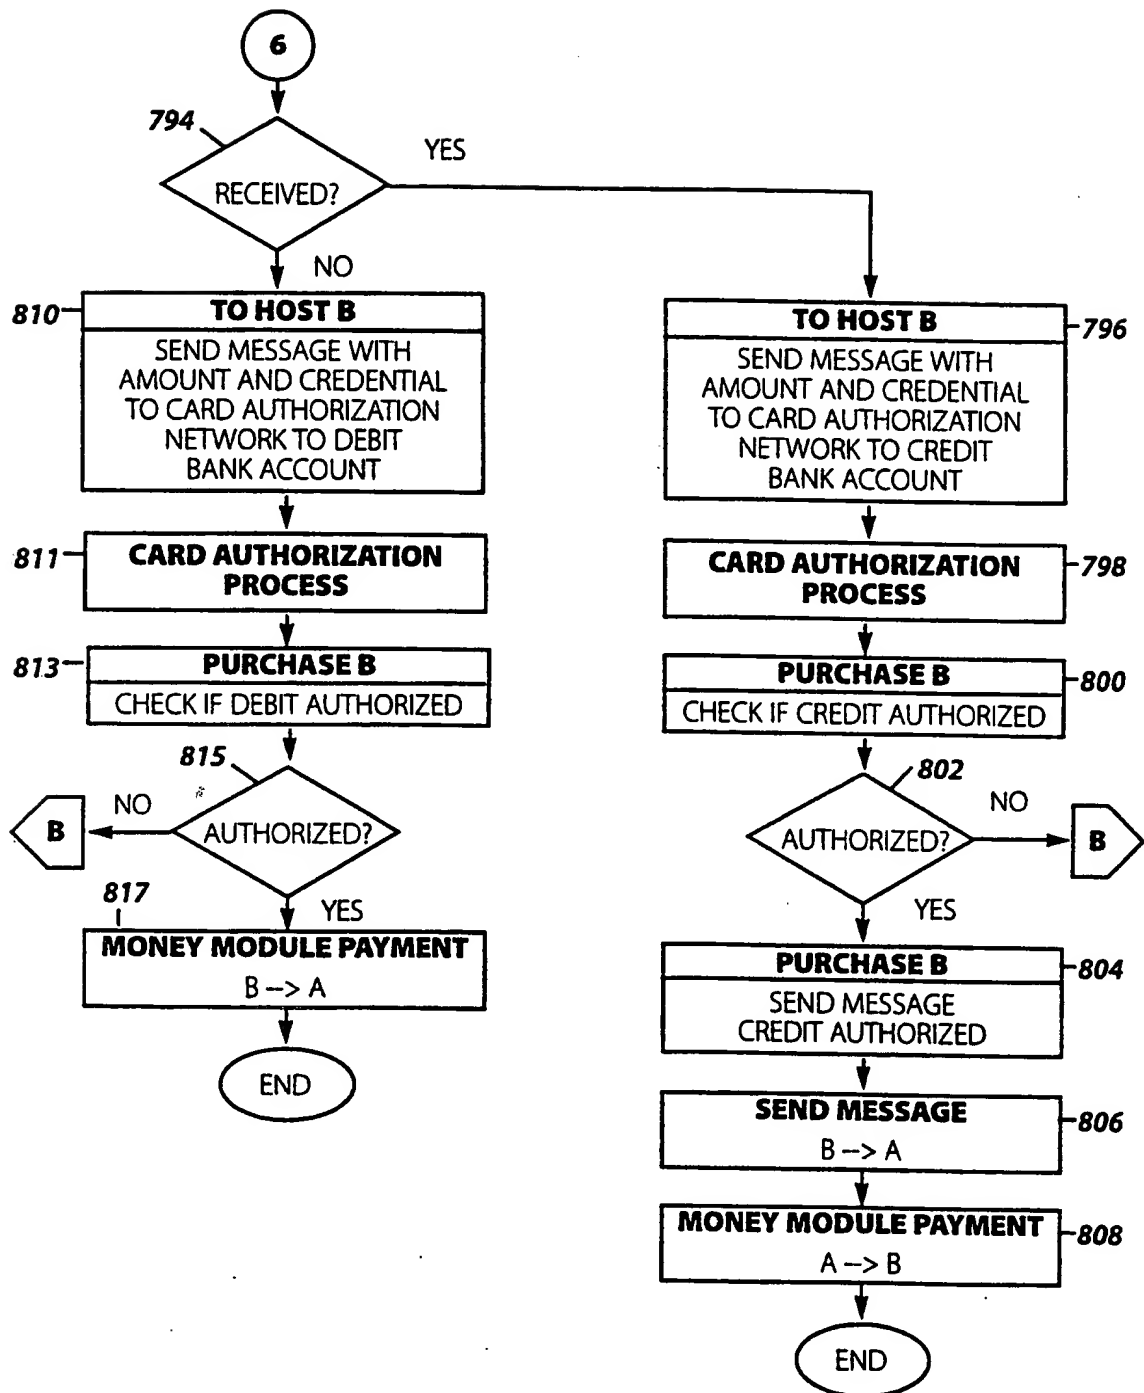 6
794
YES
RECEIVED?
NO
810
TO HOST B
SEND MESSAGE WITH
AMOUNT AND CREDENTIAL
TO CARD AUTHORIZATION
NETWORK TO DEBIT
BANK ACCOUNT
811
CARD AUTHORIZATION
PROCESS
813
PURCHASE B
CHECK IF DEBIT AUTHORIZED
815
NO
B
AUTHORIZED?
817
YES
MONEY MODULE PAYMENT
B --> A
END
TO HOST B
796
SEND MESSAGE WITH
AMOUNT AND CREDENTIAL
TO CARD AUTHORIZATION
NETWORK TO CREDIT
BANK ACCOUNT
CARD AUTHORIZATION
PROCESS
798
PURCHASE B
800
CHECK IF CREDIT AUTHORIZED
802
NO
AUTHORIZED?
B
YES
PURCHASE B
804
SEND MESSAGE
CREDIT AUTHORIZED
SEND MESSAGE
806
B --> A
MONEY MODULE PAYMENT
808
A --> B
END